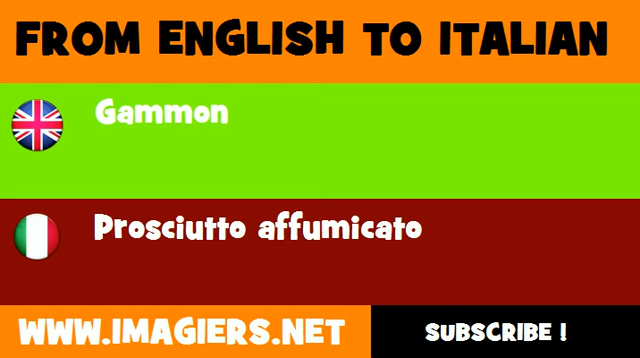 FROM ENGLISH TO ITALIAN
Gammon
Prosciutto affumicato
WWW.IMAGIERS.NET
SUBSCRIBE !